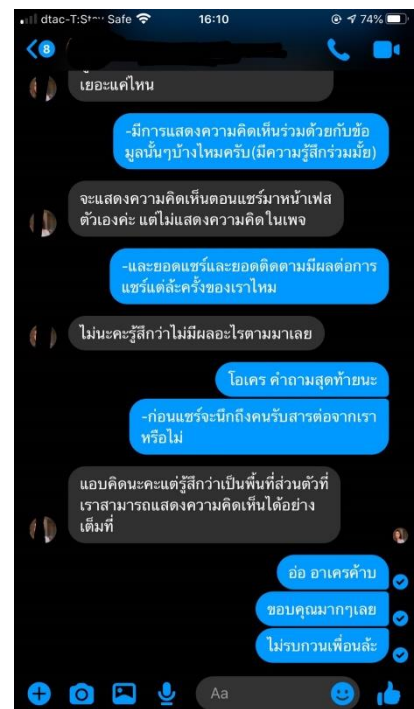 dtac-T:Stay Safe 16:10 74%
8
เยอะแค่ไหน
-มีการแสดงความคิดเห็นร่วมด้วยกับข้อ
มูลนั้นๆบ้างไหมครับ(มีความรู้สึกร่วมมั้ย)
จะแสดงความคิดเห็นตอนแชร์มาหน้าเฟส
ตัวเองค่ะ แต่ไม่แสดงความคิดในเพจ
-และยอดแชร์และยอดติดตามมีผลต่อการ
แชร์แต่ล้ะครั้งของเราไหม
ไม่นะคะรู้สึกว่าไม่มีผลอะไรตามมาเลย
โอเคร คำถามสุดท้ายนะ
-ก่อนแชร์จะนึกถึงคนรับสารต่อจากเรา
หรือไม่
แอบคิดนะคะแต่รู้สึกว่าเป็นพื้นที่ส่วนตัวที่
เราสามารถแสดงความคิดเห็นได้อย่าง
เต็มที่
อ่อ อาเครค้าบ
ขอบคุณมากๆเลย
ไม่รบกวนเพื่อนล้ะ
Aa